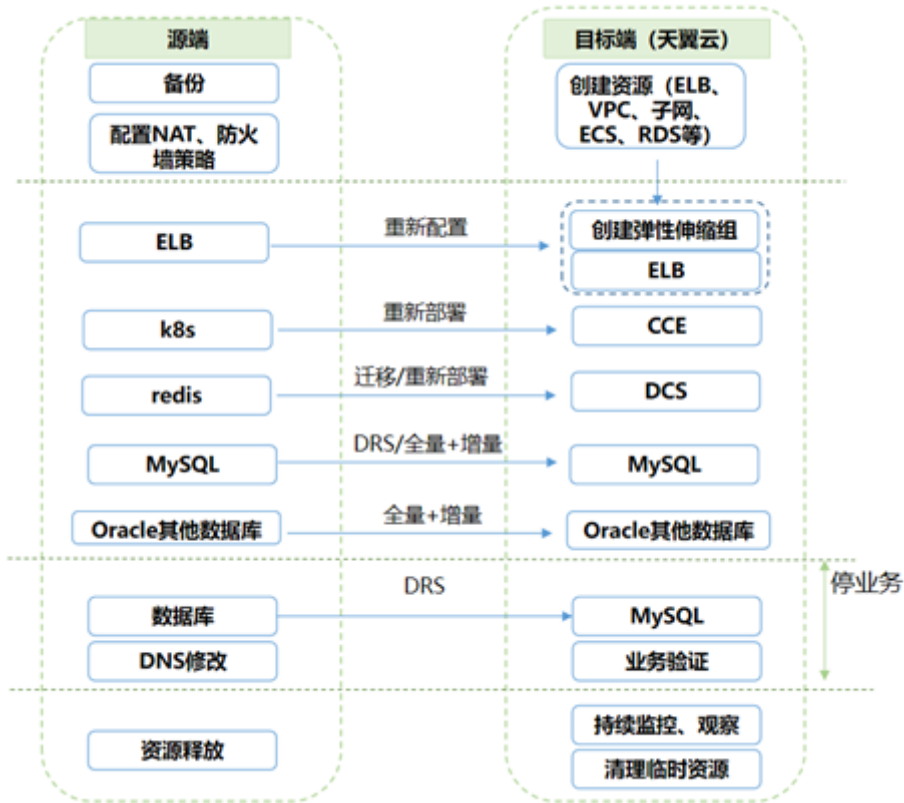 源端
目标端（天翼云）
备份
创建资源（ELB、
VPC、子网、
ECS、RDS等）
配置NAT、防火
墙策略
ELB
重新配置
创建弹性伸缩组
ELB
k8s
重新部署
CCE
redis
迁移/重新部署
DCS
MySQL
DRS/全量+增量
MySQL
Oracle其他数据库
全量+增量
Oracle其他数据库
停业务
数据库
DRS
MySQL
DNS修改
业务验证
资源释放
持续监控、观察
清理临时资源